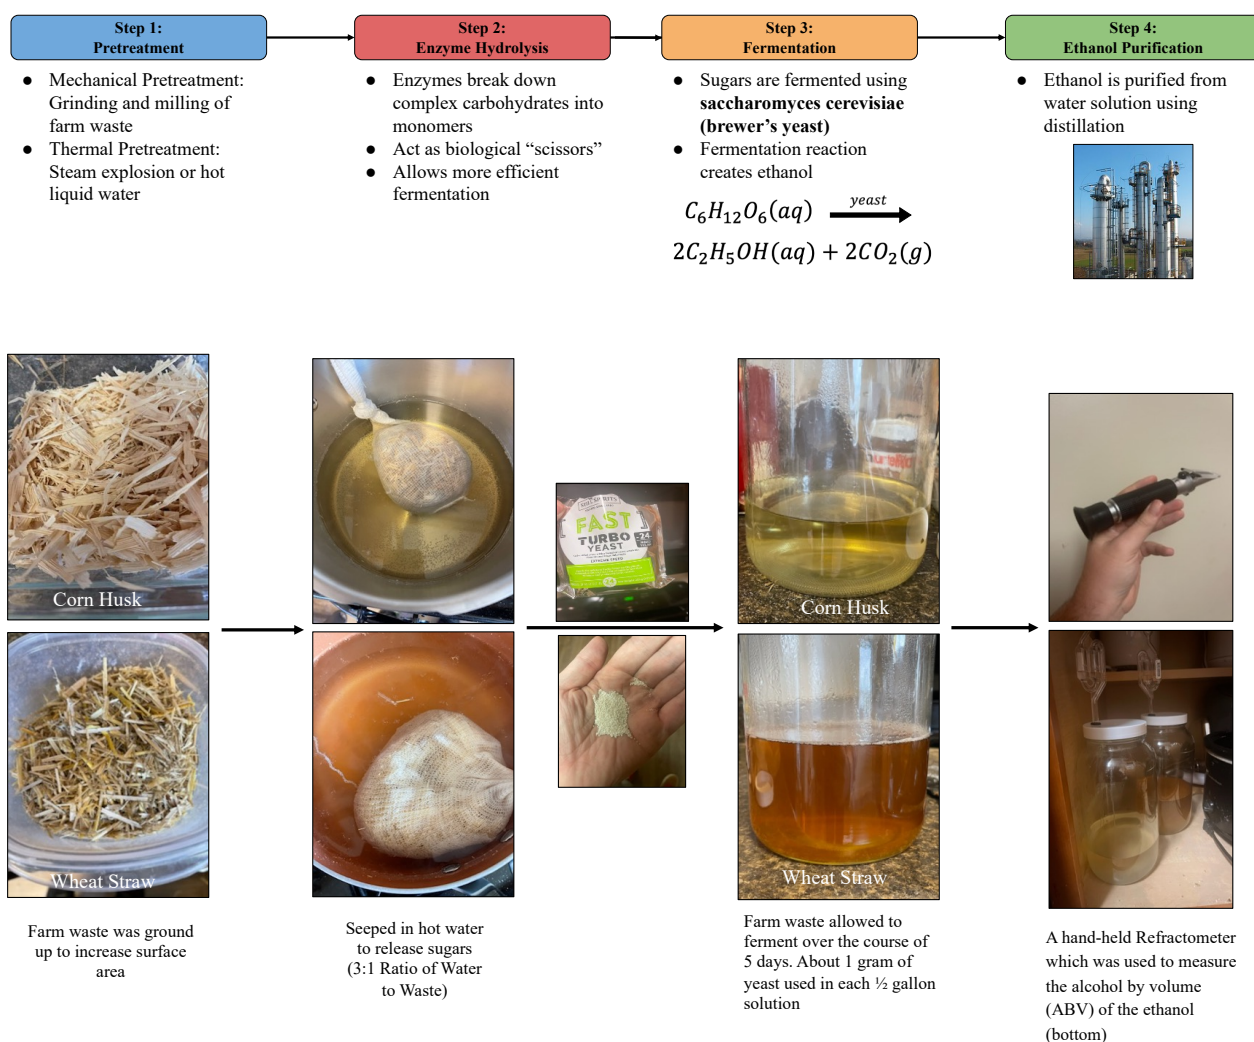 Step 1:
Pretreatment
Step 2:
Enzyme Hydrolysis
Step 3:
Fermentation
Step 4:
Ethanol Purification
● Mechanical Pretreatment:
Grinding and milling of
farm waste
● Thermal Pretreatment:
Steam explosion or hot
liquid water
● Enzymes break down
complex carbohydrates into
monomers
● Act as biological “scissors”
● Allows more efficient
fermentation
● Sugars are fermented using
saccharomyces cerevisiae
(brewer’s yeast)
● Fermentation reaction
creates ethanol
C₆H₁₂O₆(aq) yeast
2C₂H₅OH(aq) + 2CO₂(g)
● Ethanol is purified from
water solution using
distillation
Corn Husk
Wheat Straw
FAST
TURBO
YEAST
24
Corn Husk
Wheat Straw
Farm waste was ground
up to increase surface
area
Seeped in hot water
to release sugars
(3:1 Ratio of Water
to Waste)
Farm waste allowed to
ferment over the course of
5 days. About 1 gram of
yeast used in each ½ gallon
solution
A hand-held Refractometer
which was used to measure
the alcohol by volume
(ABV) of the ethanol
(bottom)